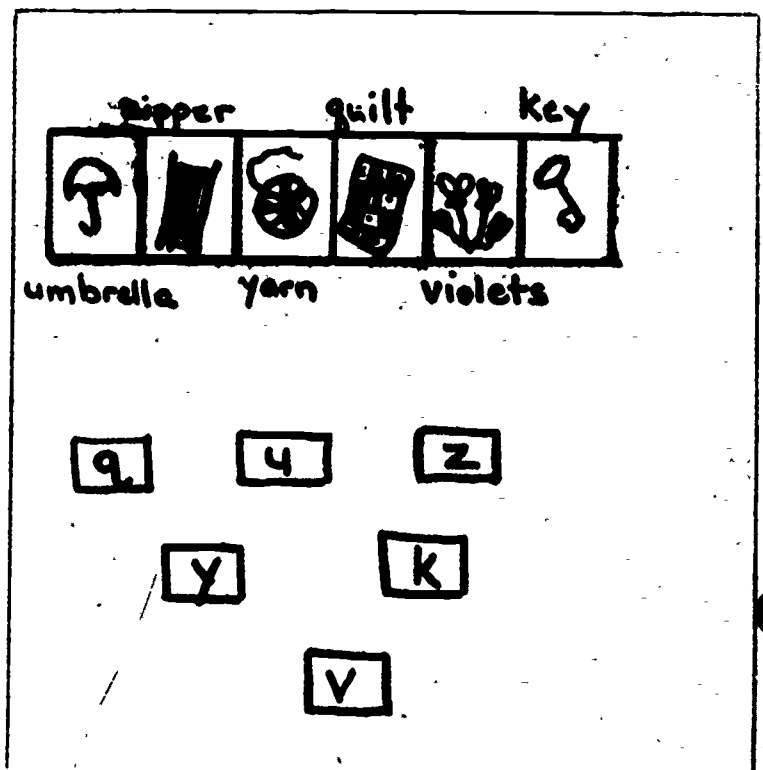 zipper quilt key
umbrella yarn violets
q u z
y k
v